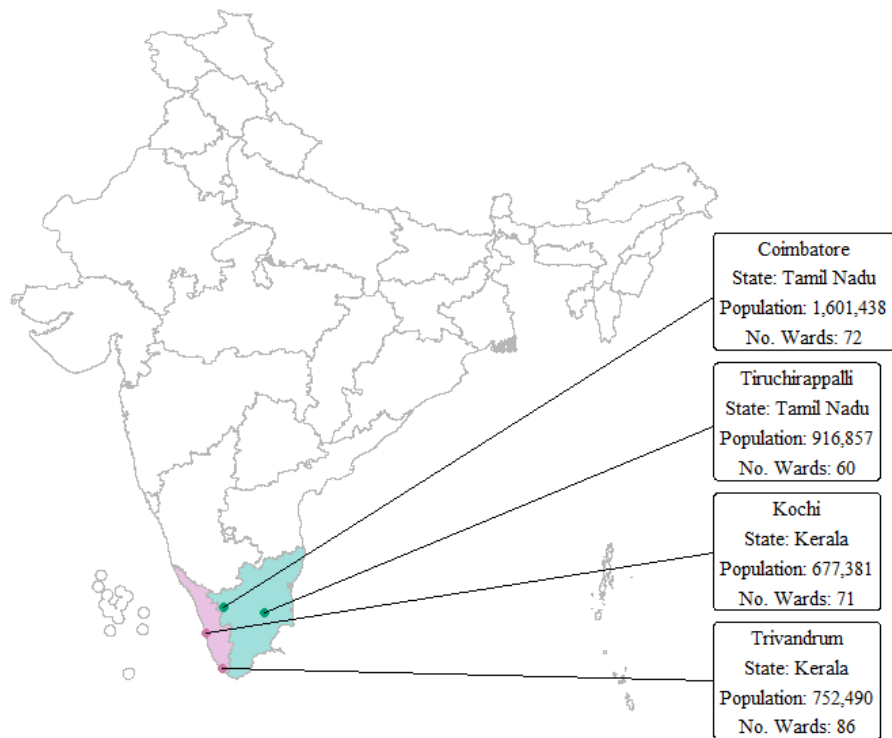 Coimbatore
State: Tamil Nadu
Population: 1,601,438
No. Wards: 72
Tiruchirappalli
State: Tamil Nadu
Population: 916,857
No. Wards: 60
Kochi
State: Kerala
Population: 677,381
No. Wards: 71
Trivandrum
State: Kerala
Population: 752,490
No. Wards: 86